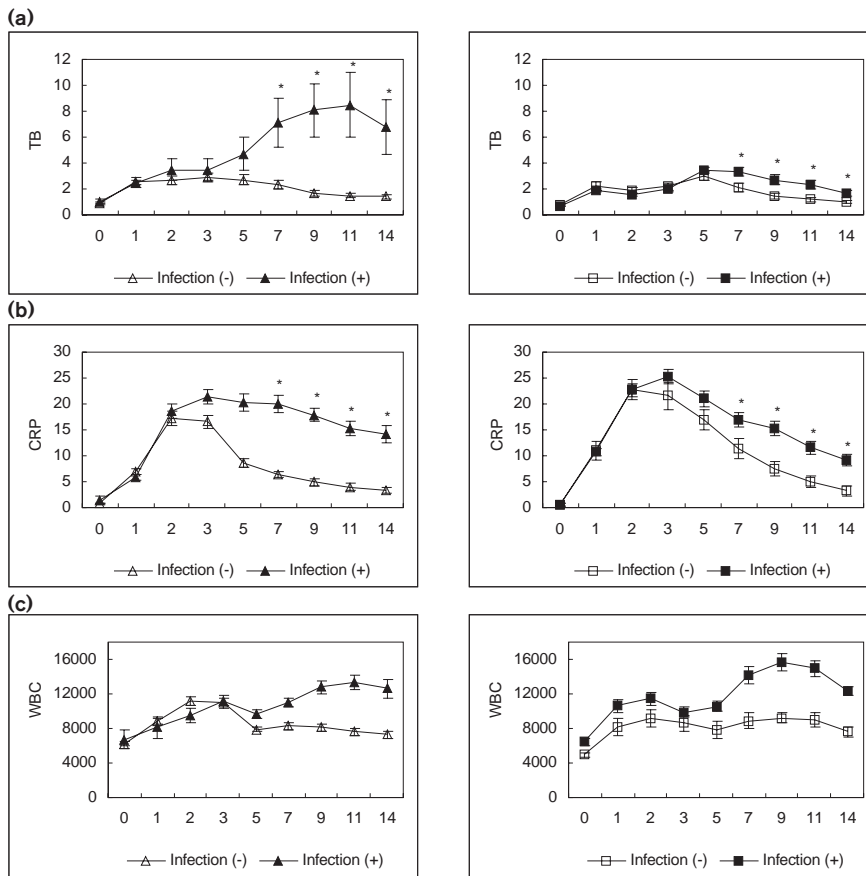 (a)
12
10
8
6
4
2
0
TB
* * * *
0 1 2 3 5 7 9 11 14
Infection (-) Infection (+)
12
10
8
6
4
2
0
TB
* * * *
0 1 2 3 5 7 9 11 14
Infection (-) Infection (+)
(b)
30
25
20
15
10
5
0
CRP
* * * *
0 1 2 3 5 7 9 11 14
Infection (-) Infection (+)
30
25
20
15
10
5
0
CRP
* * * *
0 1 2 3 5 7 9 11 14
Infection (-) Infection (+)
(c)
16000
12000
8000
4000
0
WBC
0 1 2 3 5 7 9 11 14
Infection (-) Infection (+)
16000
12000
8000
4000
0
WBC
0 1 2 3 5 7 9 11 14
Infection (-) Infection (+)